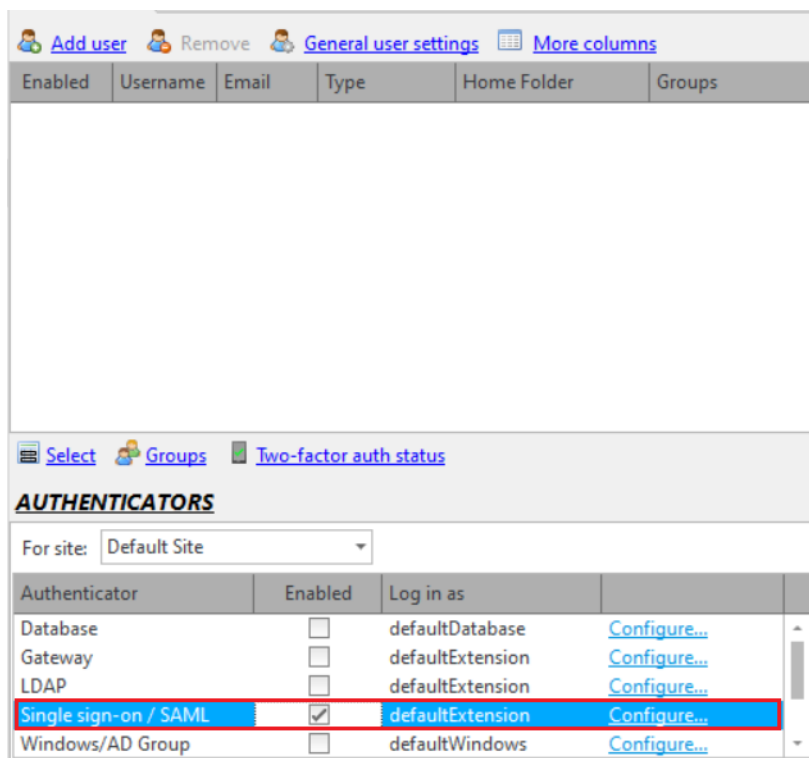 Add user Remove General user settings More columns
Enabled Username Email Type Home Folder Groups
Select Groups Two-factor auth status
AUTHENTICATORS
For site: Default Site
Authenticator Enabled Log in as
Database defaultDatabase Configure...
Gateway defaultExtension Configure...
LDAP defaultExtension Configure...
Single sign-on / SAML defaultExtension Configure...
Windows/AD Group defaultWindows Configure...